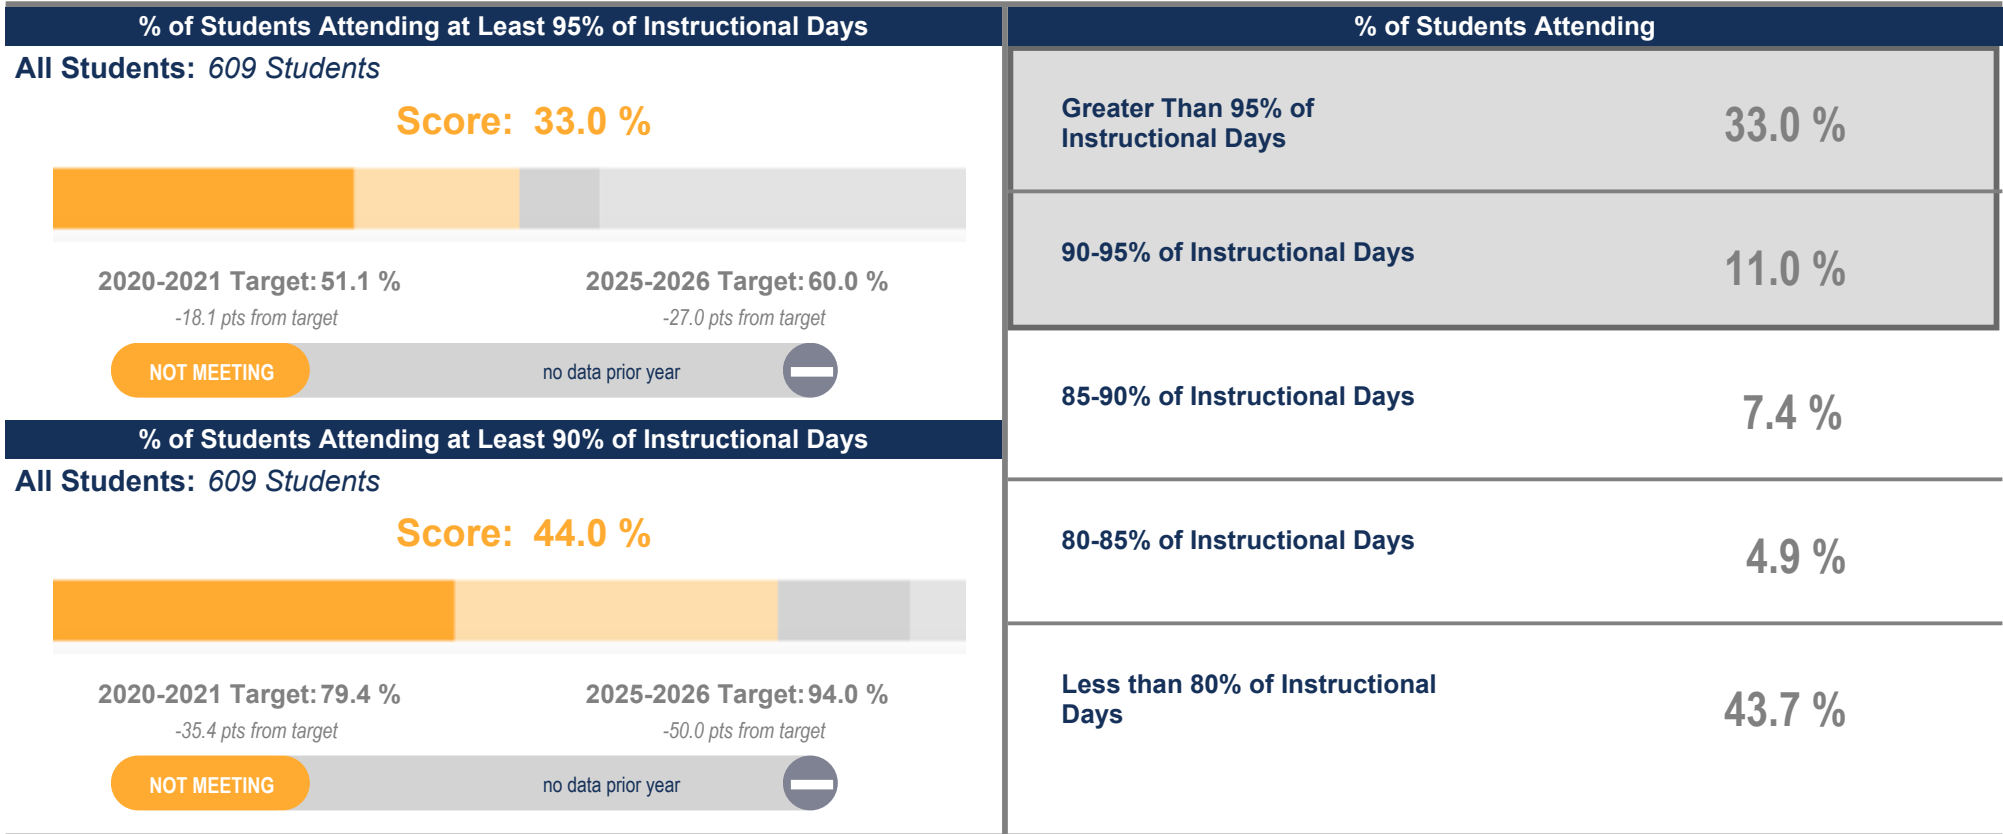 % of Students Attending at Least 95% of Instructional Days
All Students: 609 Students
Score: 33.0 %
2020-2021 Target: 51.1 %
-18.1 pts from target
2025-2026 Target: 60.0 %
-27.0 pts from target
NOT MEETING
no data prior year
% of Students Attending at Least 90% of Instructional Days
All Students: 609 Students
Score: 44.0 %
2020-2021 Target: 79.4 %
-35.4 pts from target
2025-2026 Target: 94.0 %
-50.0 pts from target
NOT MEETING
no data prior year
% of Students Attending
Greater Than 95% of
Instructional Days
33.0 %
90-95% of Instructional Days
11.0 %
85-90% of Instructional Days
7.4 %
80-85% of Instructional Days
4.9 %
Less than 80% of Instructional
Days
43.7 %